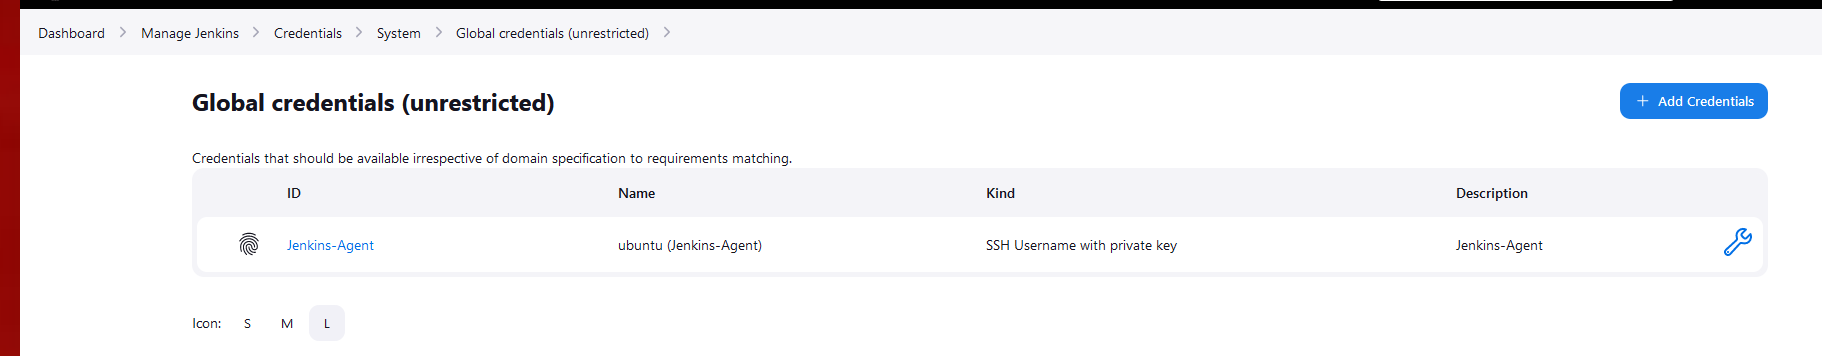 Dashboard > Manage Jenkins > Credentials > System > Global credentials (unrestricted) >
Global credentials (unrestricted)
+ Add Credentials
Credentials that should be available irrespective of domain specification to requirements matching.
ID Name Kind Description
Jenkins-Agent ubuntu (Jenkins-Agent) SSH Username with private key Jenkins-Agent
Icon: S M L